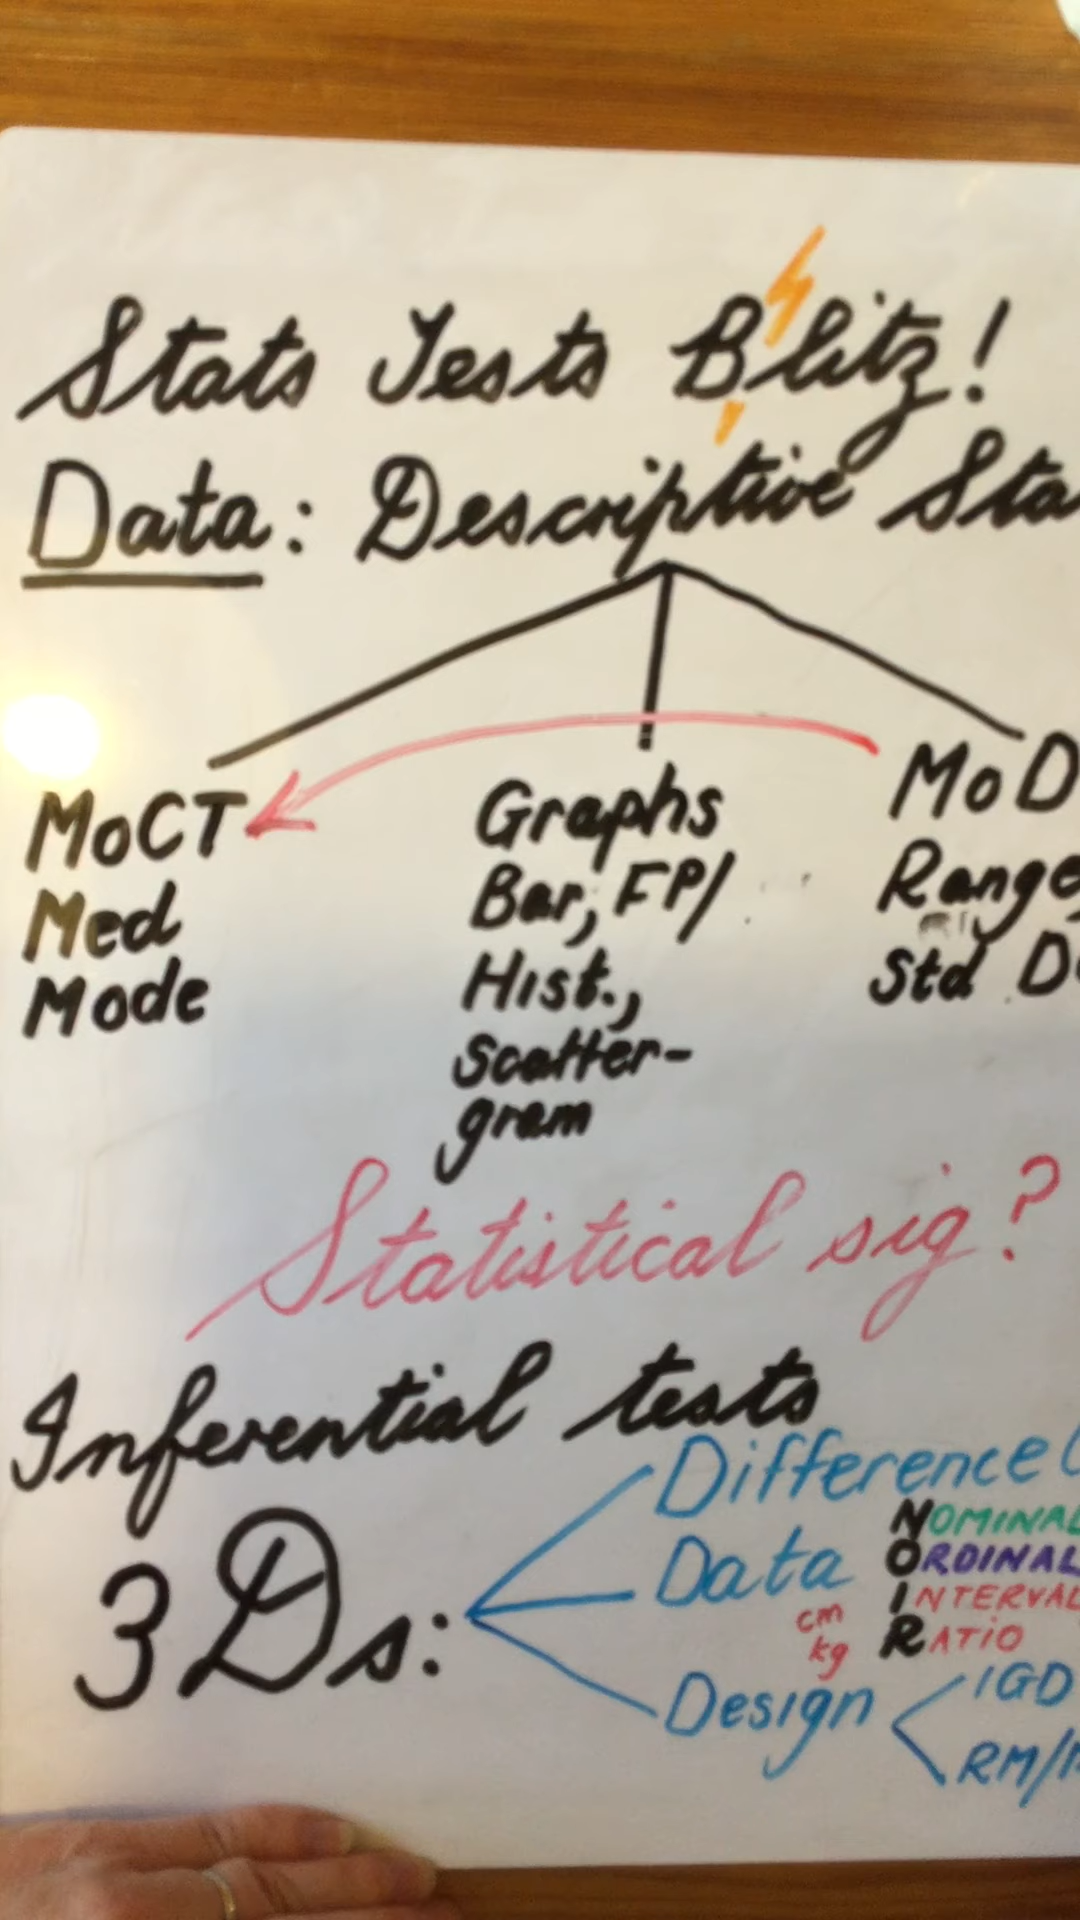 Stats Tests Blitz!
Data: Descriptive Sta
MoCT
Med
Mode
Graphs
Bar, FP/
Hist.,
Scatter-
gram
MoD
Range,
Std D
Statistical sig?
Inferential tests
3Ds:
Difference
Data
cm
kg
NOMINAL
ORDINAL
INTERVAL
RATIO
Design
IGD
RM/